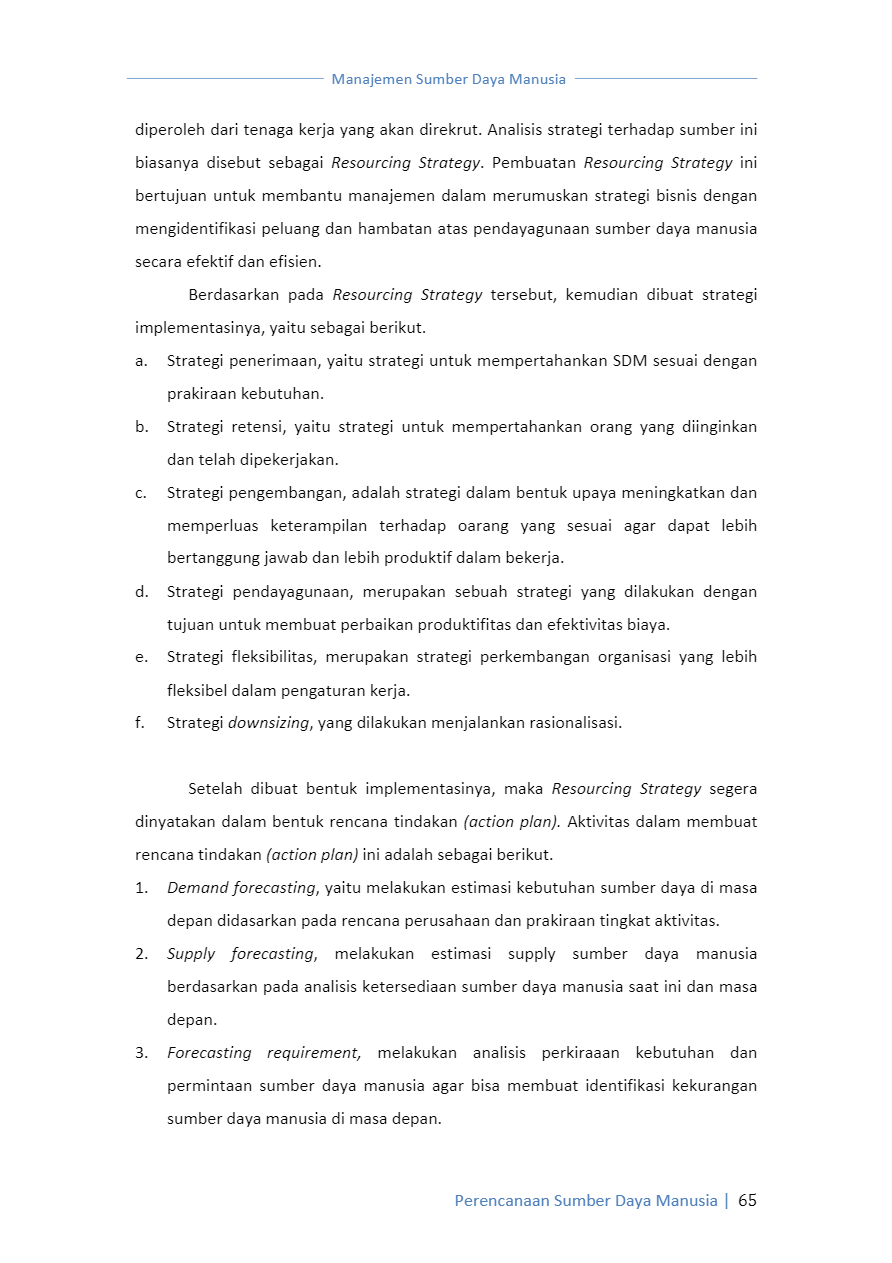 Manajemen Sumber Daya Manusia
diperoleh dari tenaga kerja yang akan direkrut. Analisis strategi terhadap sumber ini
biasanya disebut sebagai Resourcing Strategy. Pembuatan Resourcing Strategy ini
bertujuan untuk membantu manajemen dalam merumuskan strategi bisnis dengan
mengidentifikasi peluang dan hambatan atas pendayagunaan sumber daya manusia
secara efektif dan efisien.
Berdasarkan pada Resourcing Strategy tersebut, kemudian dibuat strategi
implementasinya, yaitu sebagai berikut.
a. Strategi penerimaan, yaitu strategi untuk mempertahankan SDM sesuai dengan
prakiraan kebutuhan.
b. Strategi retensi, yaitu strategi untuk mempertahankan orang yang diinginkan
dan telah dipekerjakan.
c. Strategi pengembangan, adalah strategi dalam bentuk upaya meningkatkan dan
memperluas keterampilan terhadap oarang yang sesuai agar dapat lebih
bertanggung jawab dan lebih produktif dalam bekerja.
d. Strategi pendayagunaan, merupakan sebuah strategi yang dilakukan dengan
tujuan untuk membuat perbaikan produktifitas dan efektivitas biaya.
e. Strategi fleksibilitas, merupakan strategi perkembangan organisasi yang lebih
fleksibel dalam pengaturan kerja.
f. Strategi downsizing, yang dilakukan menjalankan rasionalisasi.
Setelah dibuat bentuk implementasinya, maka Resourcing Strategy segera
dinyatakan dalam bentuk rencana tindakan (action plan). Aktivitas dalam membuat
rencana tindakan (action plan) ini adalah sebagai berikut.
1. Demand forecasting, yaitu melakukan estimasi kebutuhan sumber daya di masa
depan didasarkan pada rencana perusahaan dan prakiraan tingkat aktivitas.
2. Supply forecasting, melakukan estimasi supply sumber daya manusia
berdasarkan pada analisis ketersediaan sumber daya manusia saat ini dan masa
depan.
3. Forecasting requirement, melakukan analisis perkiraaan kebutuhan dan
permintaan sumber daya manusia agar bisa membuat identifikasi kekurangan
sumber daya manusia di masa depan.
Perencanaan Sumber Daya Manusia | 65